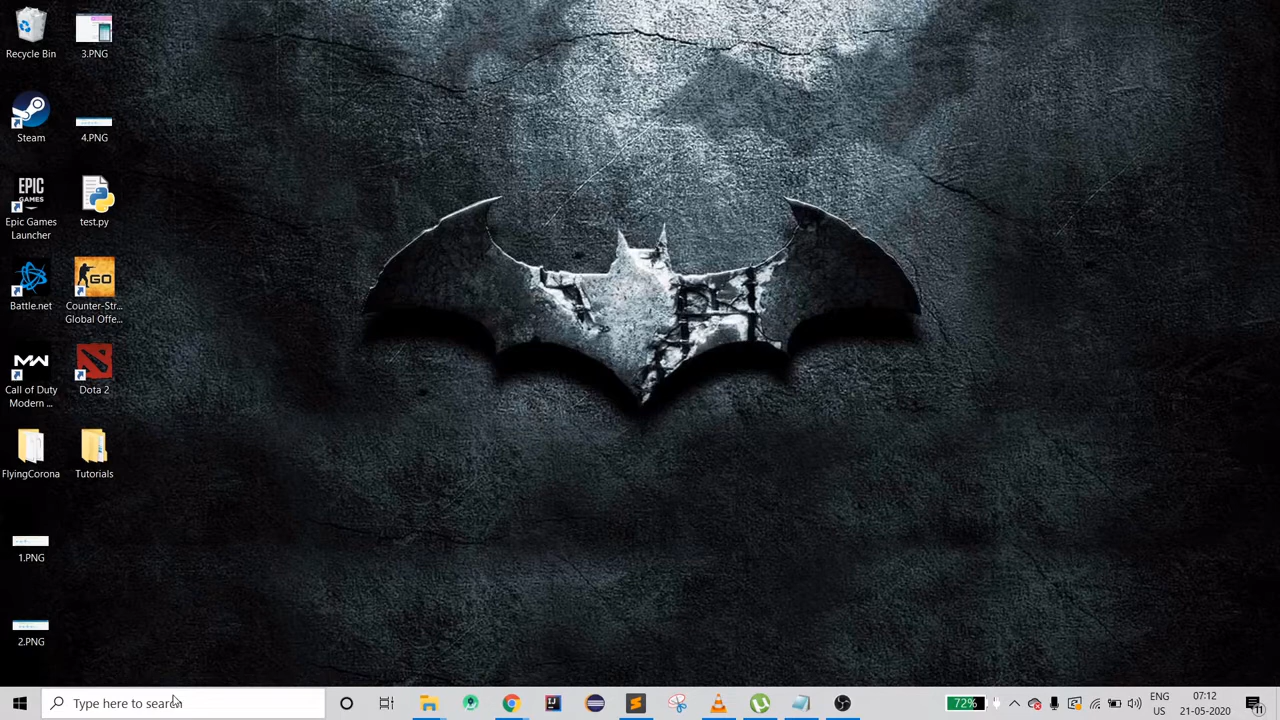 Recycle Bin
3.PNG
Steam
4.PNG
EPIC
GAMES
Epic Games
Launcher
test.py
Battle.net
GO
Counter-Str...
Global Offe...
MW
Call of Duty
Modern ...
Dota 2
FlyingCorona
Tutorials
1.PNG
2.PNG
Type here to search
72%
ENG
US
07:12
21-05-2020
11